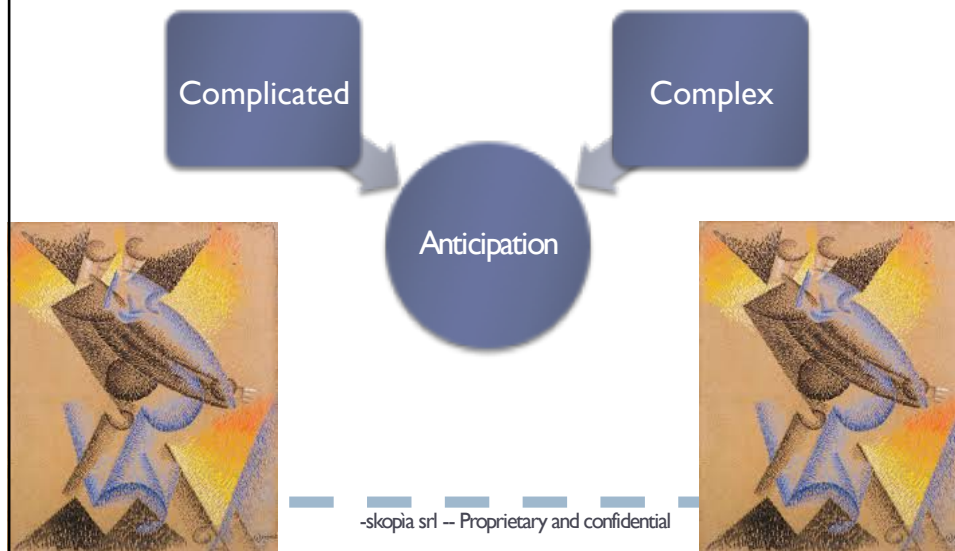 Complicated
Complex
Anticipation
-skopìa srl -- Proprietary and confidential